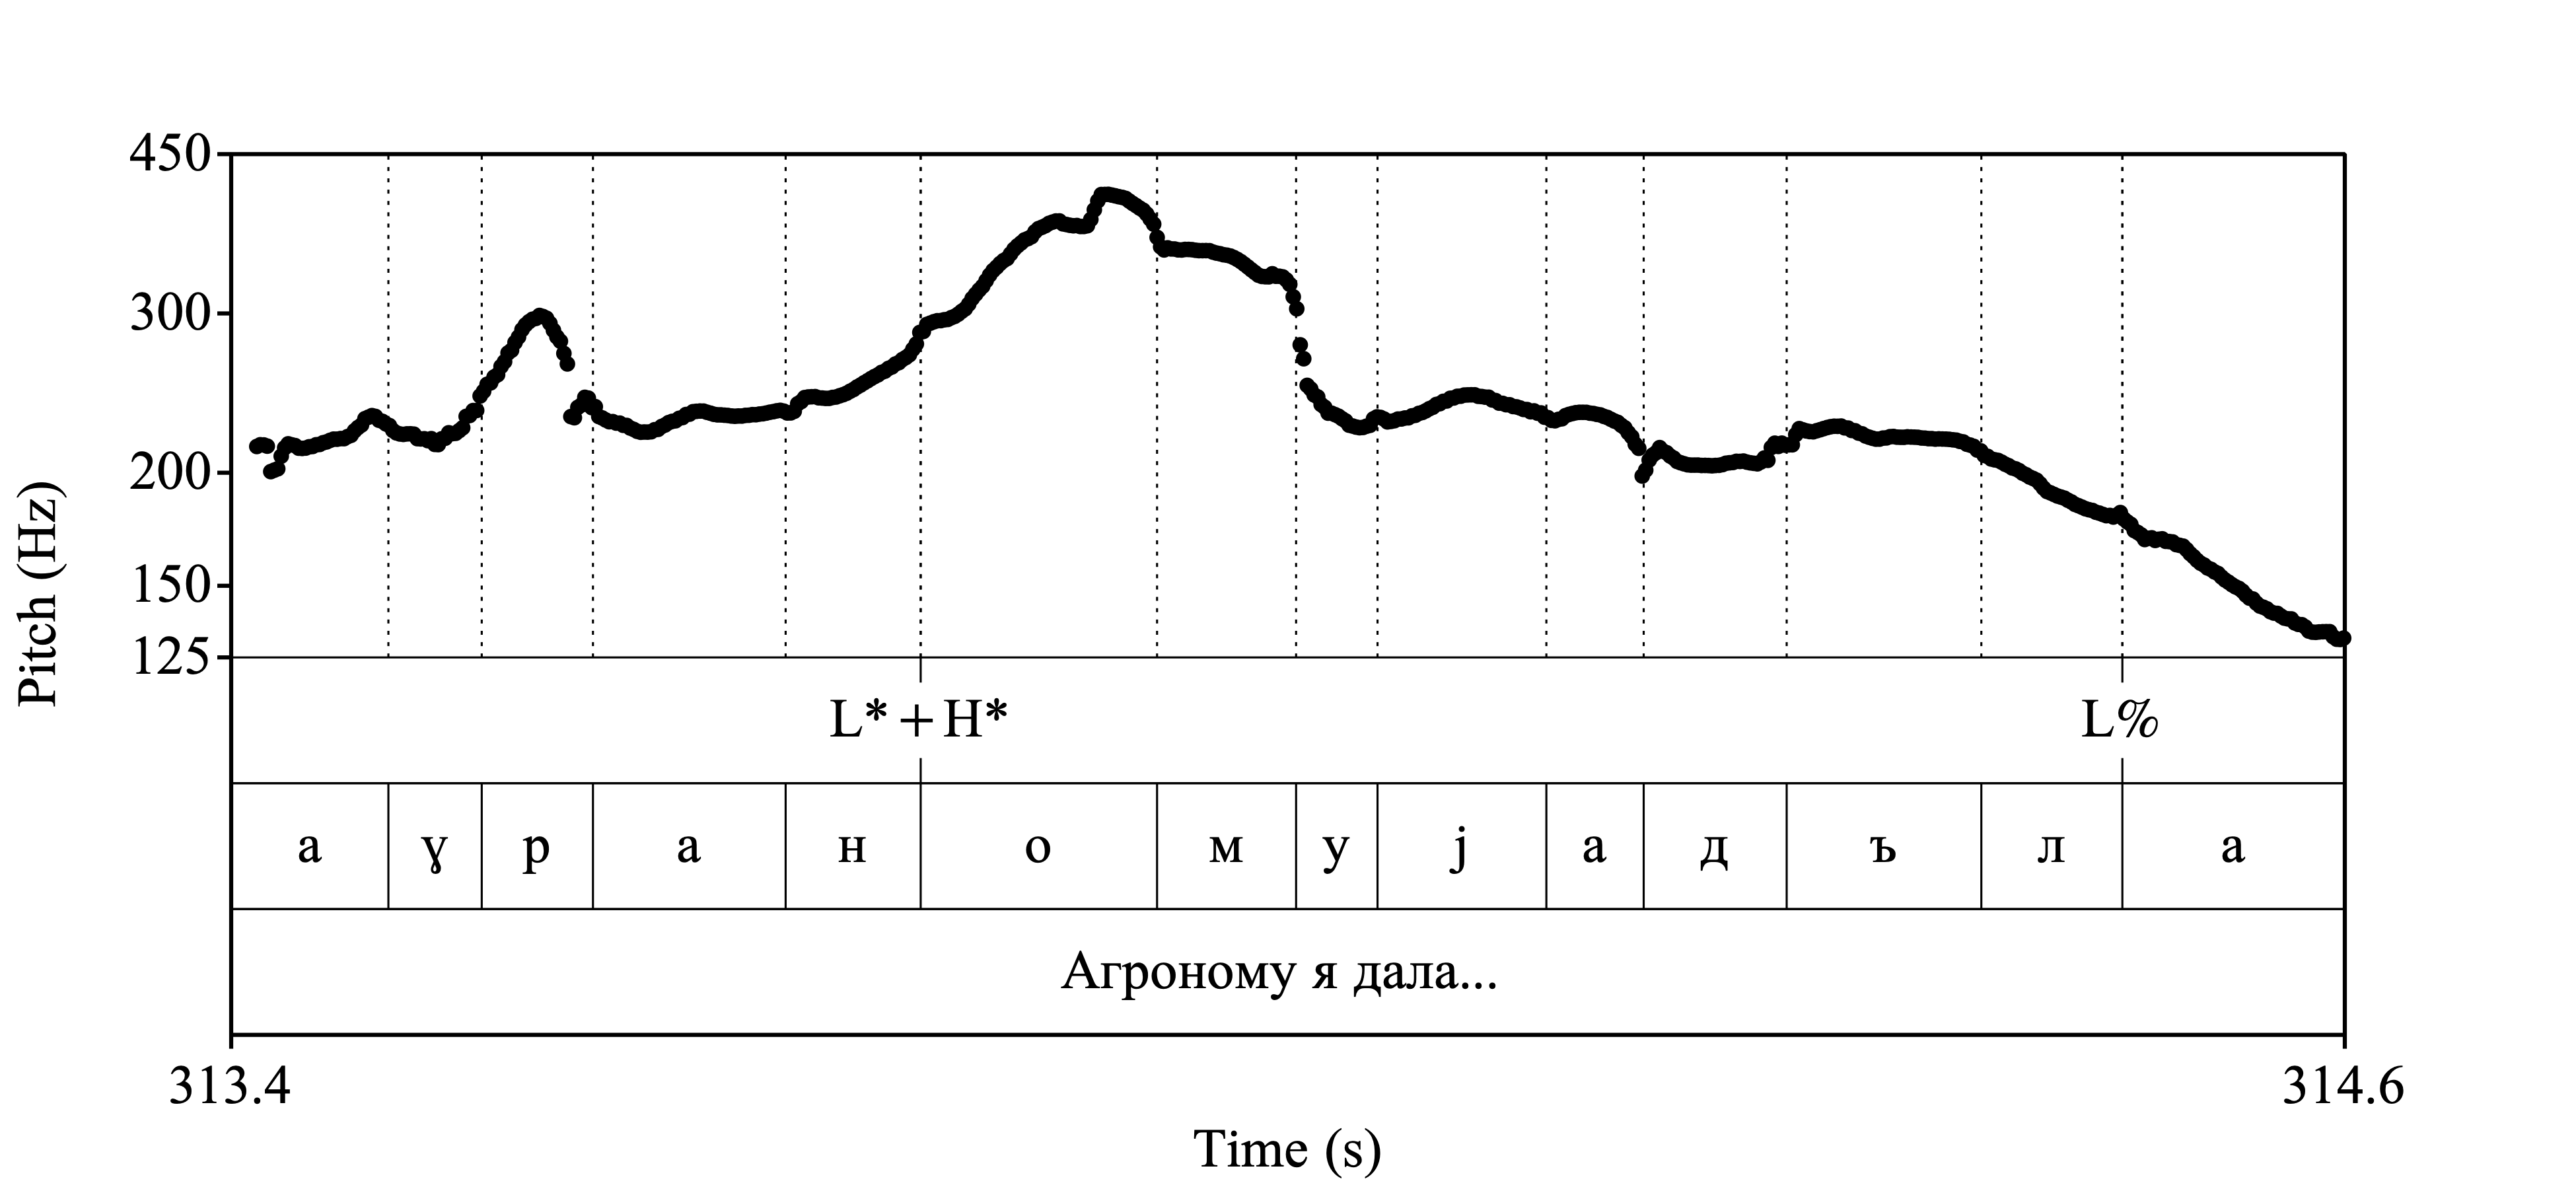 450
300
200
150
125
Pitch (Hz)
L*+H* L%
а ɣ р а н о м у j а д ъ л а
Агроному я дала...
313.4 314.6
Time (s)